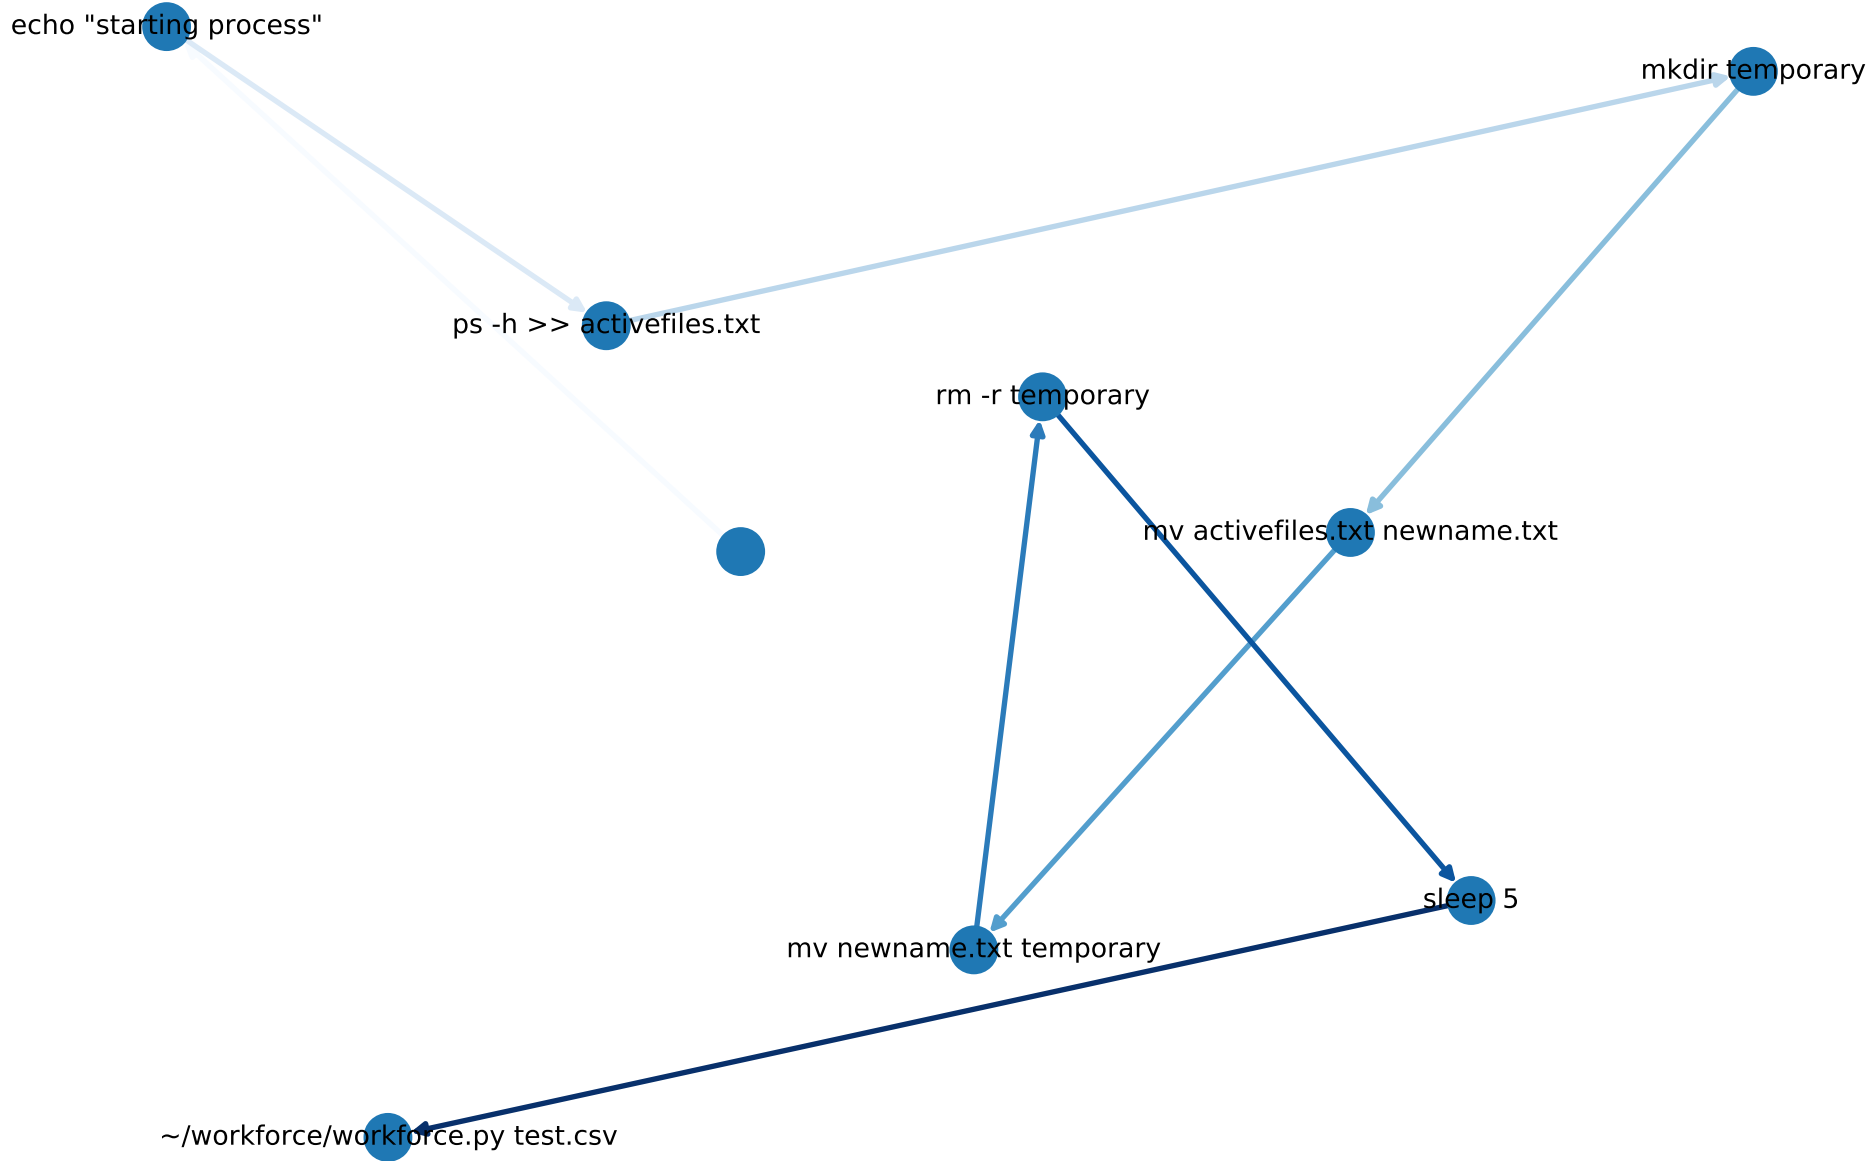 echo "starting process"
mkdir temporary
ps -h >> activefiles.txt
rm -r temporary
mv activefiles.txt newname.txt
sleep 5
mv newname.txt temporary
~/workforce/workforce.py test.csv